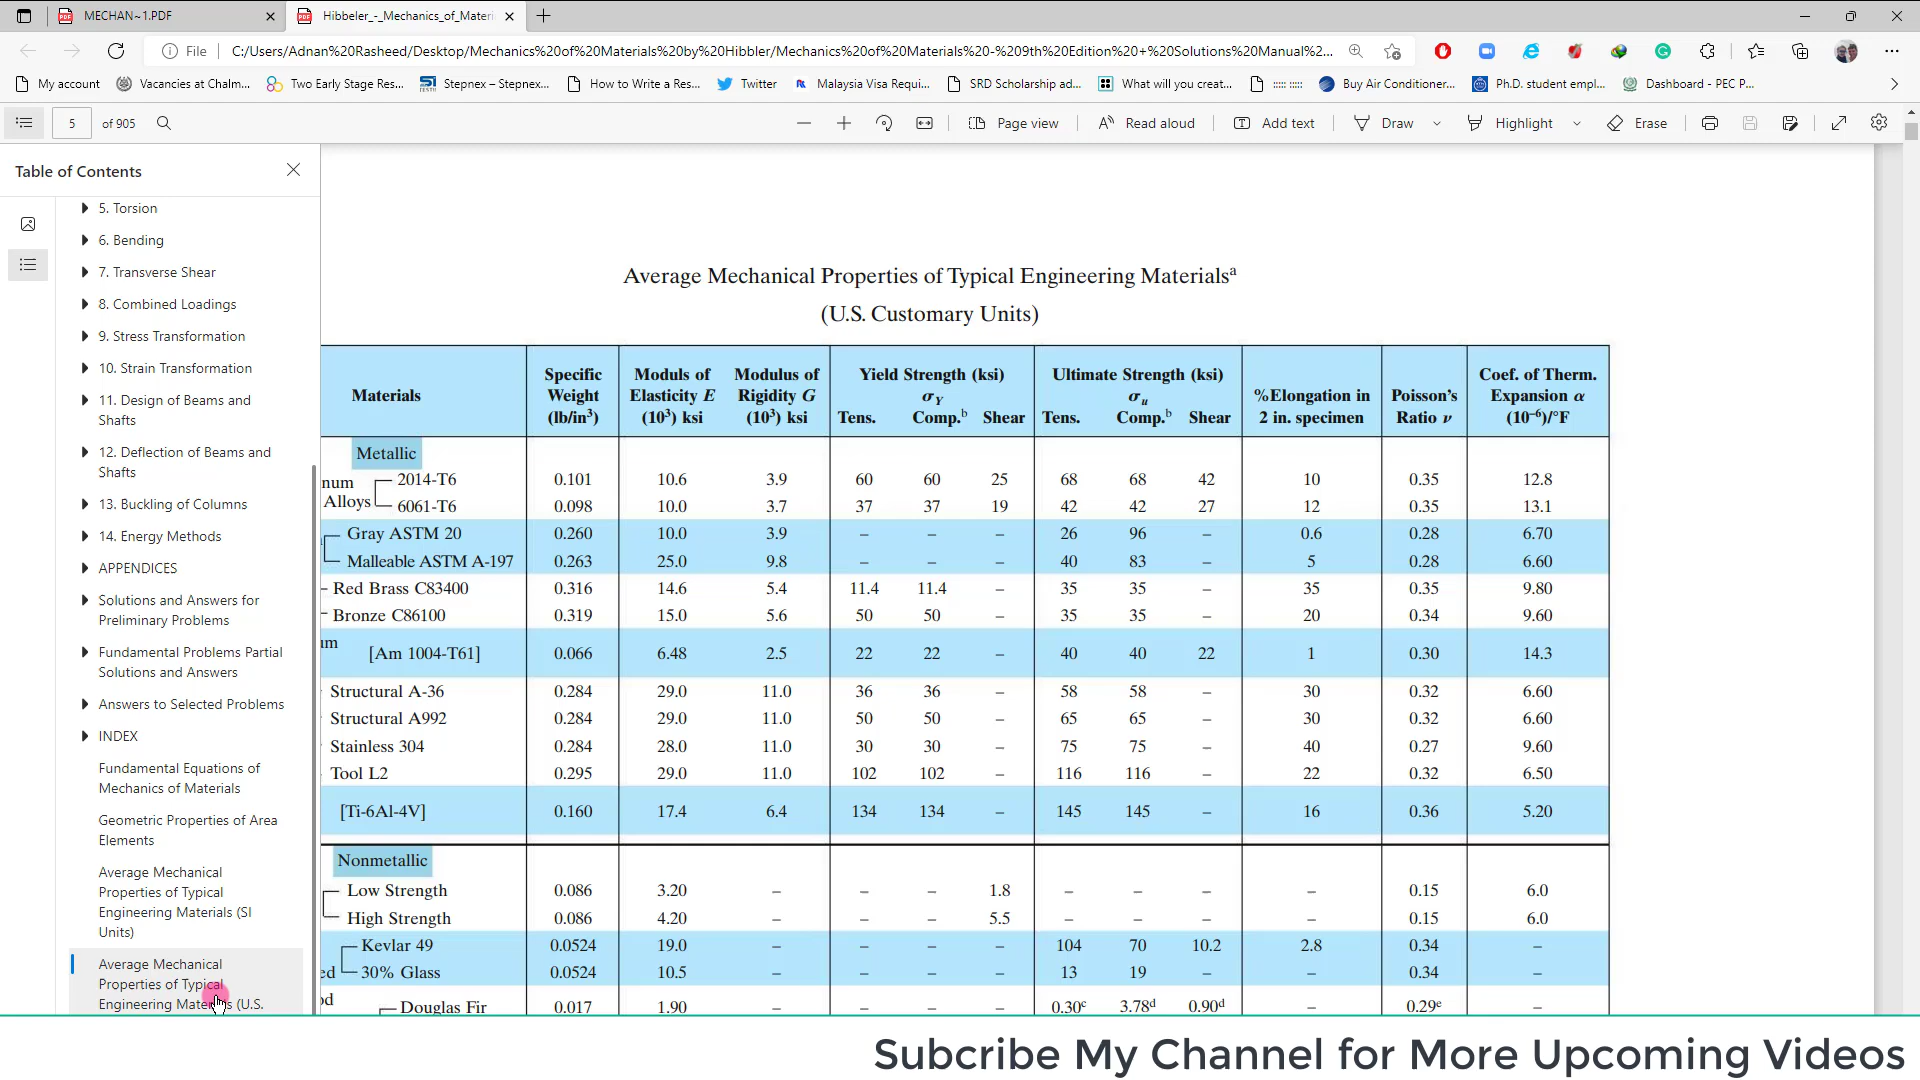 MECHAN~1.PDF
Hibbeler_-_Mechanics_of_Materi
File
C:/Users/Adnan%20Rasheed/Desktop/Mechanics%20of%20Materials%20by%20Hibbler/Mechanics%20of%20Materials%20-%209th%20Edition%20+%20Solutions%20Manual%2...
My account Vacancies at Chalm... Two Early Stage Res... Stepnex – Stepnex... How to Write a Res... Twitter Malaysia Visa Requi... SRD Scholarship ad... What will you creat... Buy Air Conditioner... Ph.D. student empl... Dashboard - PEC P...
5 of 905 Page view Read aloud Add text Draw Highlight Erase
Table of Contents
5. Torsion
6. Bending
7. Transverse Shear
8. Combined Loadings
9. Stress Transformation
10. Strain Transformation
11. Design of Beams and
Shafts
12. Deflection of Beams and
Shafts
13. Buckling of Columns
14. Energy Methods
APPENDICES
Solutions and Answers for
Preliminary Problems
Fundamental Problems Partial
Solutions and Answers
Answers to Selected Problems
INDEX
Fundamental Equations of
Mechanics of Materials
Geometric Properties of Area
Elements
Average Mechanical
Properties of Typical
Engineering Materials (SI
Units)
Average Mechanical
Properties of Typical
Engineering Materials (U.S.
Average Mechanical Properties of Typical Engineering Materialsᵃ
(U.S. Customary Units)
Materials
Specific
Weight
(lb/in³)
Moduls of
Elasticity E
(10³) ksi
Modulus of
Rigidity G
(10³) ksi
Yield Strength (ksi)
σY
Tens. Comp.ᵇ Shear
Ultimate Strength (ksi)
σu
Tens. Comp.ᵇ Shear
%Elongation in
2 in. specimen
Poisson's
Ratio ν
Coef. of Therm.
Expansion α
(10⁻⁶)/°F
Metallic
num
Alloys
2014-T6 0.101 10.6 3.9 60 60 25 68 68 42 10 0.35 12.8
6061-T6 0.098 10.0 3.7 37 37 19 42 42 27 12 0.35 13.1
Gray ASTM 20 0.260 10.0 3.9 – – – 26 96 – 0.6 0.28 6.70
Malleable ASTM A-197 0.263 25.0 9.8 – – – 40 83 – 5 0.28 6.60
Red Brass C83400 0.316 14.6 5.4 11.4 11.4 – 35 35 – 35 0.35 9.80
Bronze C86100 0.319 15.0 5.6 50 50 – 35 35 – 20 0.34 9.60
um
[Am 1004-T61] 0.066 6.48 2.5 22 22 – 40 40 22 1 0.30 14.3
Structural A-36 0.284 29.0 11.0 36 36 – 58 58 – 30 0.32 6.60
Structural A992 0.284 29.0 11.0 50 50 – 65 65 – 30 0.32 6.60
Stainless 304 0.284 28.0 11.0 30 30 – 75 75 – 40 0.27 9.60
Tool L2 0.295 29.0 11.0 102 102 – 116 116 – 22 0.32 6.50
[Ti-6Al-4V] 0.160 17.4 6.4 134 134 – 145 145 – 16 0.36 5.20
Nonmetallic
Low Strength 0.086 3.20 – – – 1.8 – – – – 0.15 6.0
High Strength 0.086 4.20 – – – 5.5 – – – – 0.15 6.0
Kevlar 49 0.0524 19.0 – – – – 104 70 10.2 2.8 0.34 –
ed 30% Glass 0.0524 10.5 – – – – 13 19 – – 0.34 –
od
Douglas Fir 0.017 1.90 – – – – 0.30ᶜ 3.78ᵈ 0.90ᵈ – 0.29ᵉ –
Subcribe My Channel for More Upcoming Videos